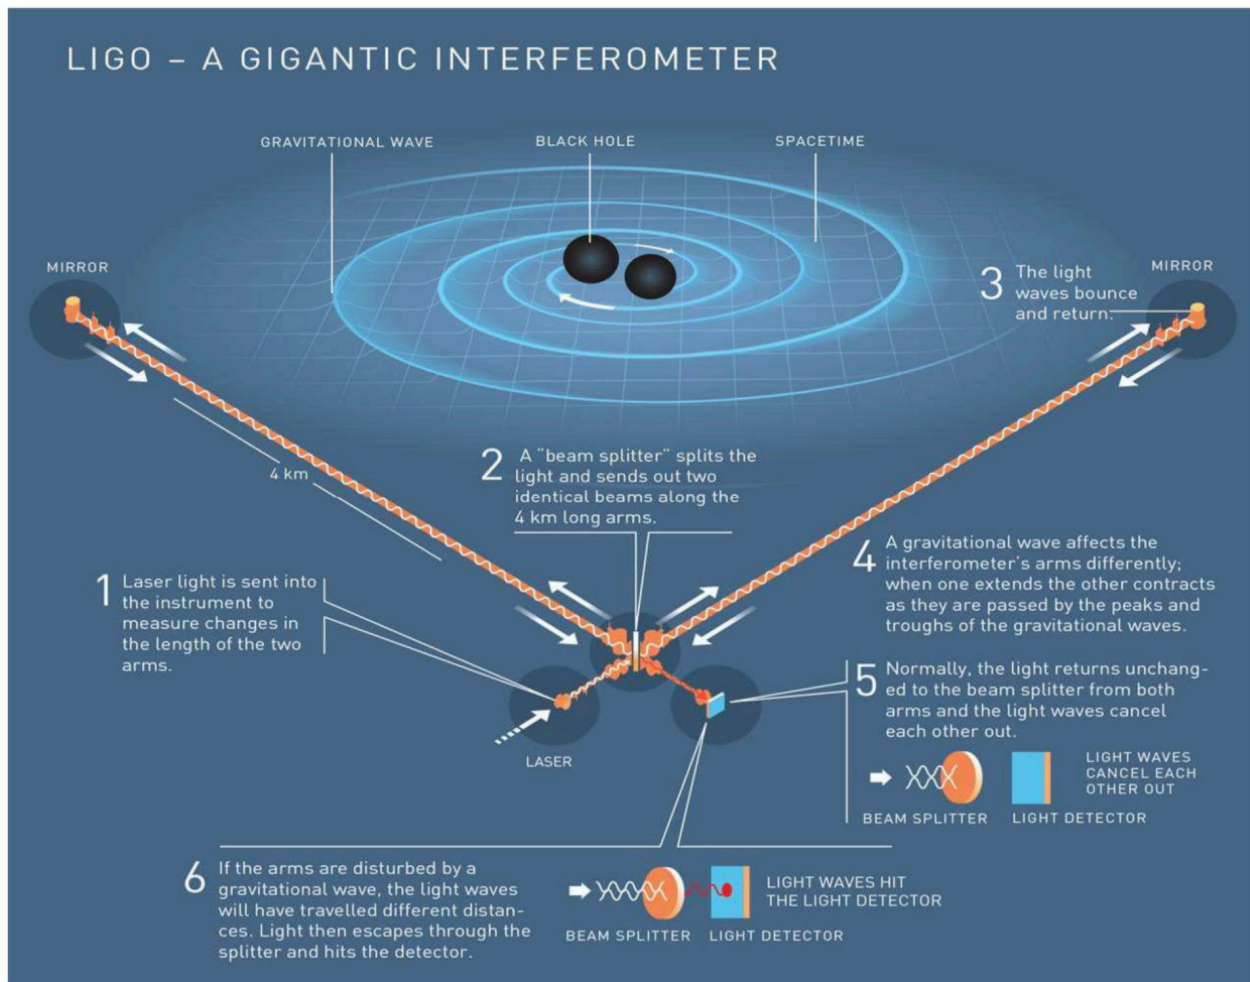 LIGO – A GIGANTIC INTERFEROMETER
GRAVITATIONAL WAVE
BLACK HOLE
SPACETIME
MIRROR
3 The light
waves bounce
and return.
MIRROR
4 km
2 A "beam splitter" splits the
light and sends out two
identical beams along the
4 km long arms.
1 Laser light is sent into
the instrument to
measure changes in
the length of the two
arms.
4 A gravitational wave affects the
interferometer's arms differently;
when one extends the other contracts
as they are passed by the peaks and
troughs of the gravitational waves.
5 Normally, the light returns unchang-
ed to the beam splitter from both
arms and the light waves cancel
each other out.
LASER
LIGHT WAVES
CANCEL EACH
OTHER OUT
BEAM SPLITTER
LIGHT DETECTOR
6 If the arms are disturbed by a
gravitational wave, the light waves
will have travelled different distan-
ces. Light then escapes through the
splitter and hits the detector.
LIGHT WAVES HIT
THE LIGHT DETECTOR
BEAM SPLITTER
LIGHT DETECTOR